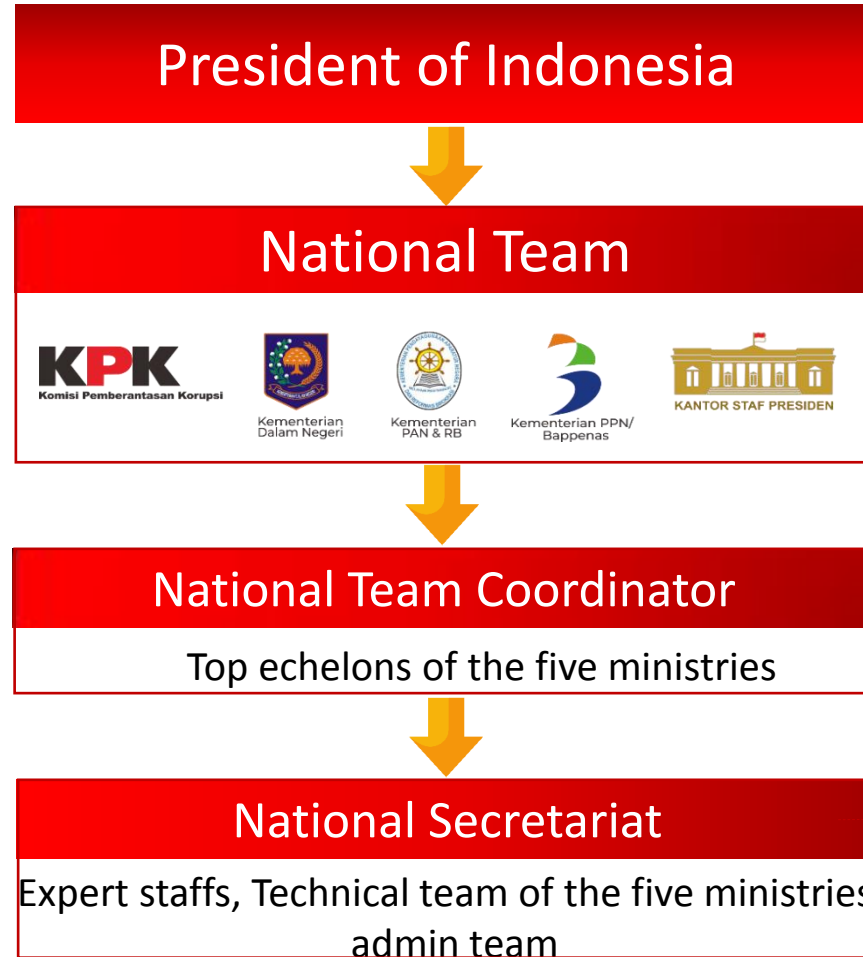 President of Indonesia
National Team
KPK
Komisi Pemberantasan Korupsi
Kementerian
Dalam Negeri
Kementerian
PAN & RB
Kementerian PPN/
Bappenas
KANTOR STAF PRESIDEN
National Team Coordinator
Top echelons of the five ministries
National Secretariat
Expert staffs, Technical team of the five ministries
admin team